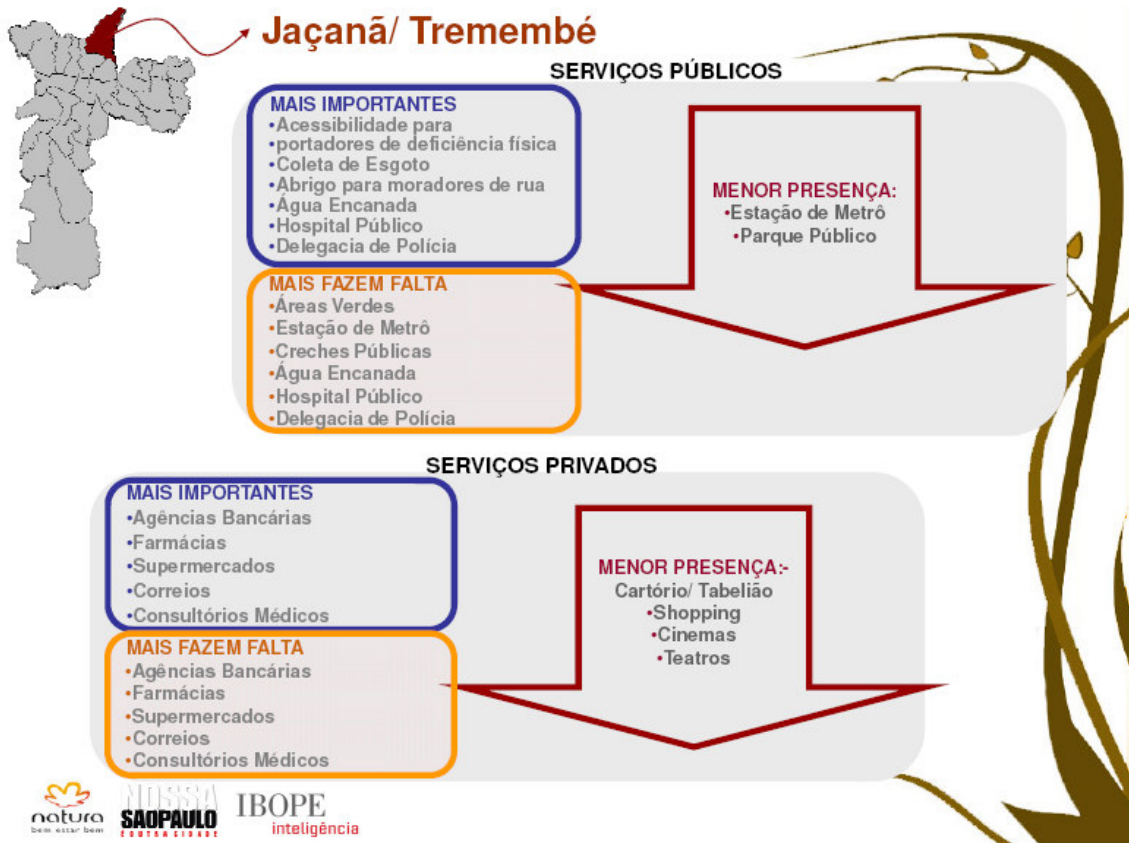 Jaçanã/ Tremembé
SERVIÇOS PÚBLICOS
MAIS IMPORTANTES
•Acessibilidade para
•portadores de deficiência física
•Coleta de Esgoto
•Abrigo para moradores de rua
•Água Encanada
•Hospital Público
•Delegacia de Polícia
MAIS FAZEM FALTA
•Áreas Verdes
•Estação de Metrô
•Creches Públicas
•Água Encanada
•Hospital Público
•Delegacia de Polícia
MENOR PRESENÇA:
•Estação de Metrô
•Parque Público
SERVIÇOS PRIVADOS
MAIS IMPORTANTES
•Agências Bancárias
•Farmácias
•Supermercados
•Correios
•Consultórios Médicos
MAIS FAZEM FALTA
•Agências Bancárias
•Farmácias
•Supermercados
•Correios
•Consultórios Médicos
MENOR PRESENÇA:-
Cartório/ Tabelião
•Shopping
•Cinemas
•Teatros
natura
bem estar bem
NOSSA
SAOPAULO
OUTRA CIDADE
IBOPE
inteligência